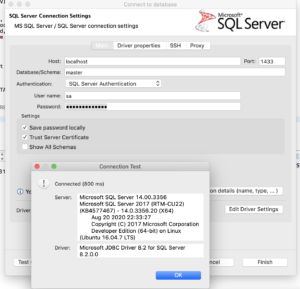 Connect to database
SQL Server Connection Settings
MS SQL Server / SQL Server connection settings
Microsoft
SQL Server
Main Driver properties SSH Proxy
Host: localhost Port: 1433
Database/Schema: master
Authentication: SQL Server Authentication
User name: sa
Password: ••••••••••••••
Settings
Save password locally
Trust Server Certificate
Show All Schemas
Connection Test
Connected (800 ms)
Server: Microsoft SQL Server 14.00.3356
Microsoft SQL Server 2017 (RTM-CU22)
(KB4577467) - 14.0.3356.20 (X64)
Aug 20 2020 22:33:27
Copyright (C) 2017 Microsoft Corporation
Developer Edition (64-bit) on Linux
(Ubuntu 16.04.7 LTS)
Driver: Microsoft JDBC Driver 8.2 for SQL Server
8.2.0.0
OK
Yo
on details (name, type, ... )
Driver
Edit Driver Settings
Test
ncel
Finish